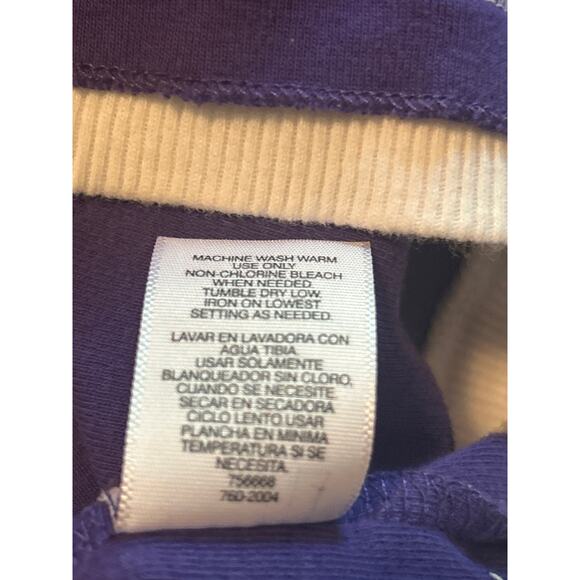 MACHINE WASH WARM
USE ONLY
NON-CHLORINE BLEACH
WHEN NEEDED.
TUMBLE DRY LOW.
IRON ON LOWEST
SETTING AS NEEDED.
LAVAR EN LAVADORA CON
AGUA TIBIA.
USAR SOLAMENTE
BLANQUEADOR SIN CLORO,
CUANDO SE NECESITE.
SECAR EN SECADORA
CICLO LENTO USAR
PLANCHA EN MINIMA
TEMPERATURA SI SE
NECESITA.
756668
760-2004